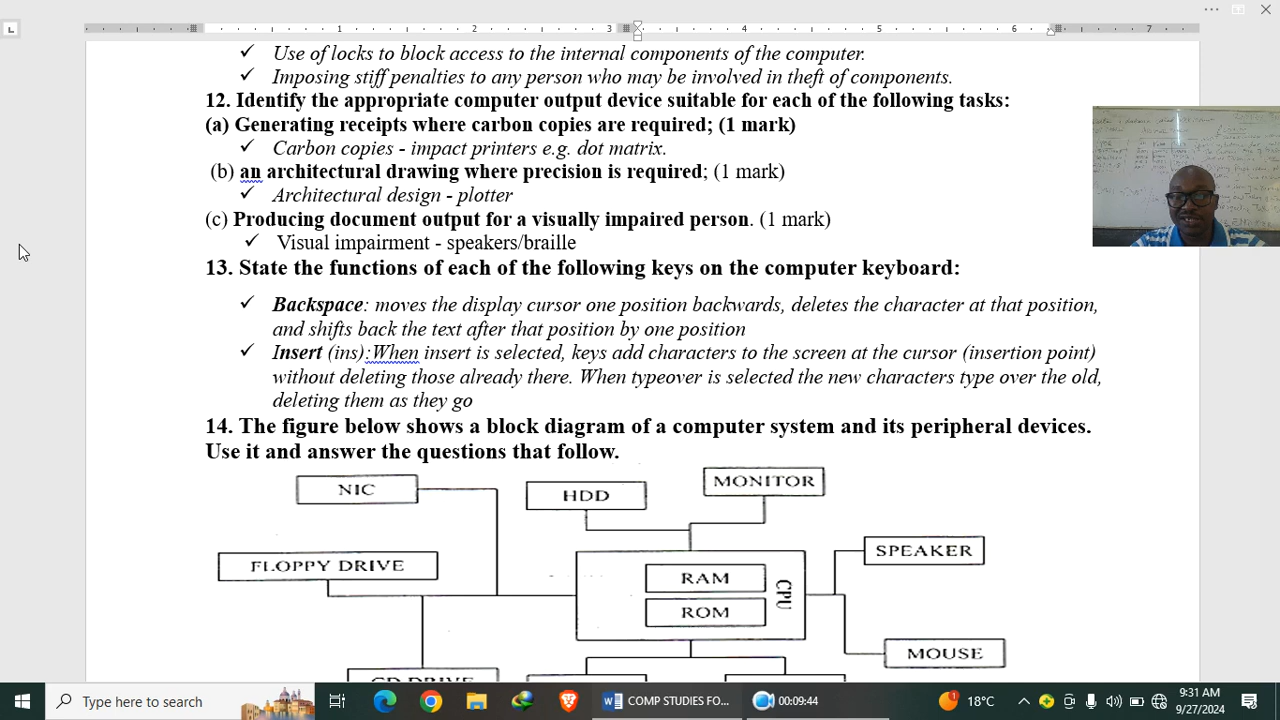 1 2 3 4 5 6 7
✓ Use of locks to block access to the internal components of the computer.
✓ Imposing stiff penalties to any person who may be involved in theft of components.
12. Identify the appropriate computer output device suitable for each of the following tasks:
(a) Generating receipts where carbon copies are required; (1 mark)
✓ Carbon copies - impact printers e.g. dot matrix.
(b) an architectural drawing where precision is required; (1 mark)
✓ Architectural design - plotter
(c) Producing document output for a visually impaired person. (1 mark)
✓ Visual impairment - speakers/braille
13. State the functions of each of the following keys on the computer keyboard:
✓ Backspace: moves the display cursor one position backwards, deletes the character at that position,
and shifts back the text after that position by one position
✓ Insert (ins):When insert is selected, keys add characters to the screen at the cursor (insertion point)
without deleting those already there. When typeover is selected the new characters type over the old,
deleting them as they go
14. The figure below shows a block diagram of a computer system and its peripheral devices.
Use it and answer the questions that follow.
NIC
HDD
MONITOR
FLOPPY DRIVE
RAM
ROM
CPU
SPEAKER
MOUSE
CD DRIVE
Type here to search
COMP STUDIES FO...
00:09:44
1
18°C
9:31 AM
9/27/2024